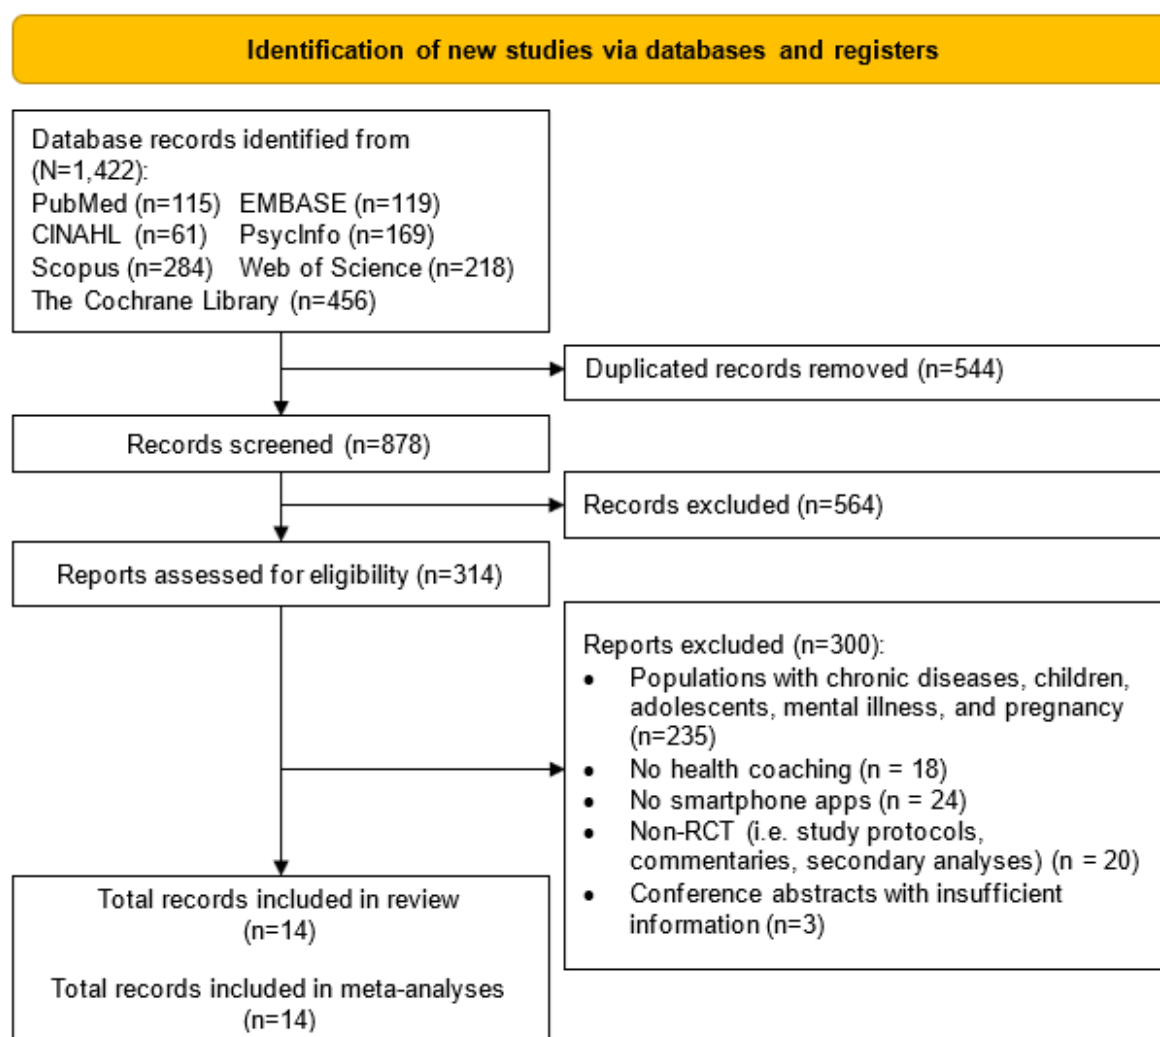 Identification of new studies via databases and registers
Database records identified from
(N=1,422):
PubMed (n=115) EMBASE (n=119)
CINAHL (n=61) PsycInfo (n=169)
Scopus (n=284) Web of Science (n=218)
The Cochrane Library (n=456)
Duplicated records removed (n=544)
Records screened (n=878)
Records excluded (n=564)
Reports assessed for eligibility (n=314)
Reports excluded (n=300):
• Populations with chronic diseases, children,
adolescents, mental illness, and pregnancy
(n=235)
• No health coaching (n = 18)
• No smartphone apps (n = 24)
• Non-RCT (i.e. study protocols,
commentaries, secondary analyses) (n = 20)
• Conference abstracts with insufficient
information (n=3)
Total records included in review
(n=14)
Total records included in meta-analyses
(n=14)